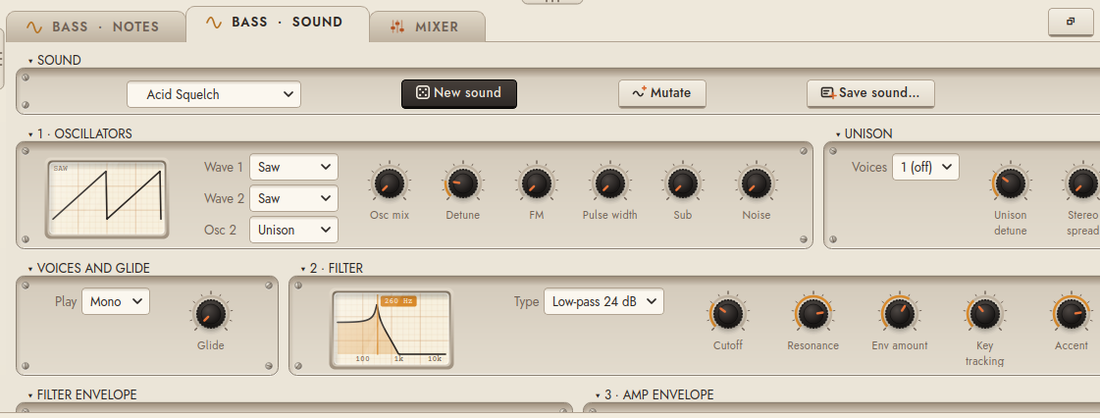 BASS · NOTES
BASS · SOUND
MIXER
SOUND
Acid Squelch
New sound
Mutate
Save sound...
1 · OSCILLATORS
UNISON
SAW
Wave 1 Saw
Wave 2 Saw
Osc 2 Unison
Osc mix
Detune
FM
Pulse width
Sub
Noise
Voices 1 (off)
Unison
detune
Stereo
spread
VOICES AND GLIDE
2 · FILTER
Play Mono
Glide
260 Hz
100 1k 10k
Type Low-pass 24 dB
Cutoff
Resonance
Env amount
Key
tracking
Accent
FILTER ENVELOPE
3 · AMP ENVELOPE